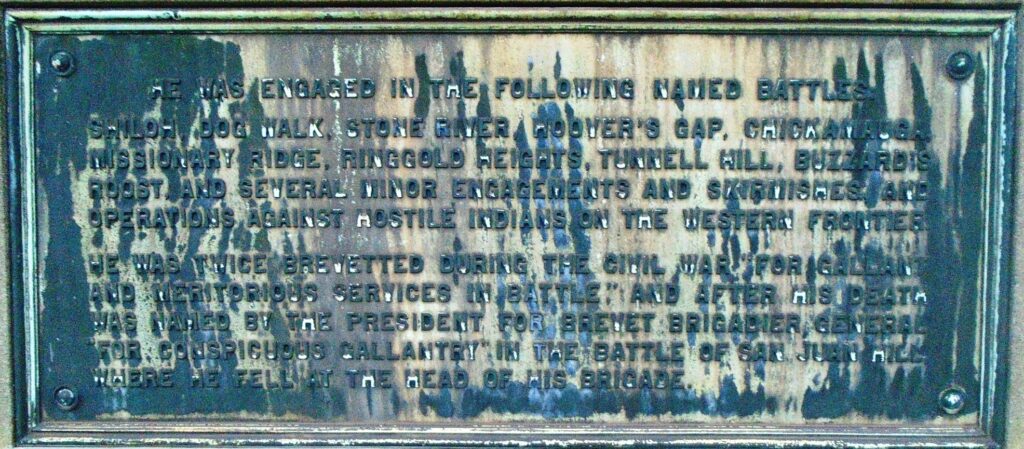 HE WAS ENGAGED IN THE FOLLOWING NAMED BATTLES.
SHILOH, DOG WALK, STONE RIVER, HOOVER'S GAP, CHICKAMAUGA,
MISSIONARY RIDGE, RINGGOLD HEIGHTS, TUNNELL HILL, BUZZARD'S
ROOST AND SEVERAL MINOR ENGAGEMENTS AND SKIRMISHES, AND
OPERATIONS AGAINST HOSTILE INDIANS ON THE WESTERN FRONTIER.
HE WAS TWICE BREVETTED DURING THE CIVIL WAR, "FOR GALLANT
AND MERITORIOUS SERVICES IN BATTLE," AND AFTER HIS DEATH
WAS NAMED BY THE PRESIDENT FOR BREVET BRIGADIER GENERAL
"FOR CONSPICUOUS GALLANTRY" IN THE BATTLE OF SAN JUAN HILL
WHERE HE FELL AT THE HEAD OF HIS BRIGADE.